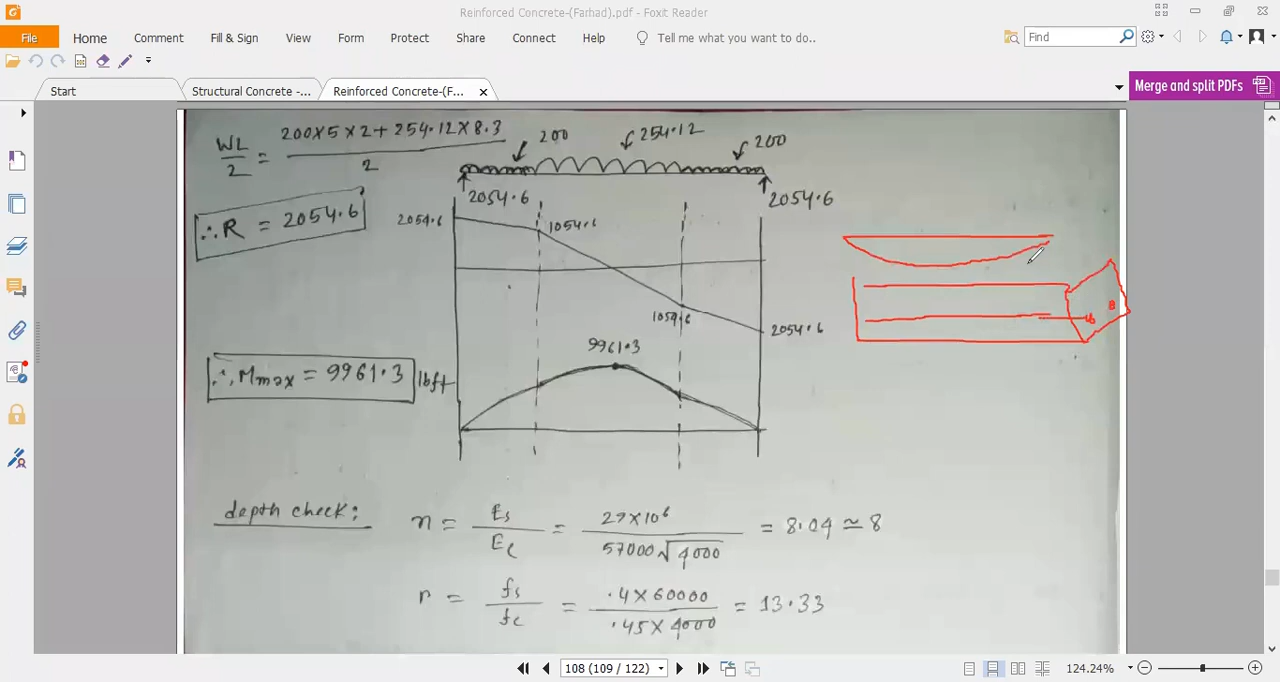 Reinforced Concrete-(Farhad).pdf - Foxit Reader
File Home Comment Fill & Sign View Form Protect Share Connect Help Tell me what you want to do.. Find
Start Structural Concrete -... Reinforced Concrete-(F... Merge and split PDFs
WL/2 = 200×5×2+254.12×8.3/2
200 254.12 200
2054.6 2054.6
∴R = 2054.6
2054.6 1054.6
1054.6 2054.6
9961.3
∴Mmax = 9961.3 lbft
depth check: n = Es/Ec = 29×10⁶/57000√4000 = 8.04 ≃ 8
r = fs/fc = .4×60000/.45×4000 = 13.33
108 (109 / 122) 124.24%